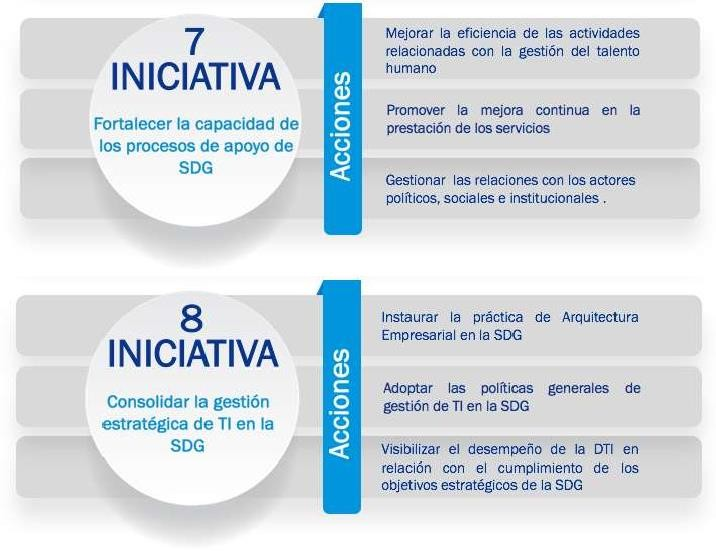 7
INICIATIVA
Fortalecer la capacidad de
los procesos de apoyo de
SDG
Acciones
Mejorar la eficiencia de las actividades
relacionadas con la gestión del talento
humano
Promover la mejora continua en la
prestación de los servicios
Gestionar las relaciones con los actores
políticos, sociales e institucionales .
8
INICIATIVA
Consolidar la gestión
estratégica de TI en la
SDG
Acciones
Instaurar la práctica de Arquitectura
Empresarial en la SDG
Adoptar las políticas generales de
gestión de TI en la SDG
Visibilizar el desempeño de la DTI en
relación con el cumplimiento de los
objetivos estratégicos de la SDG